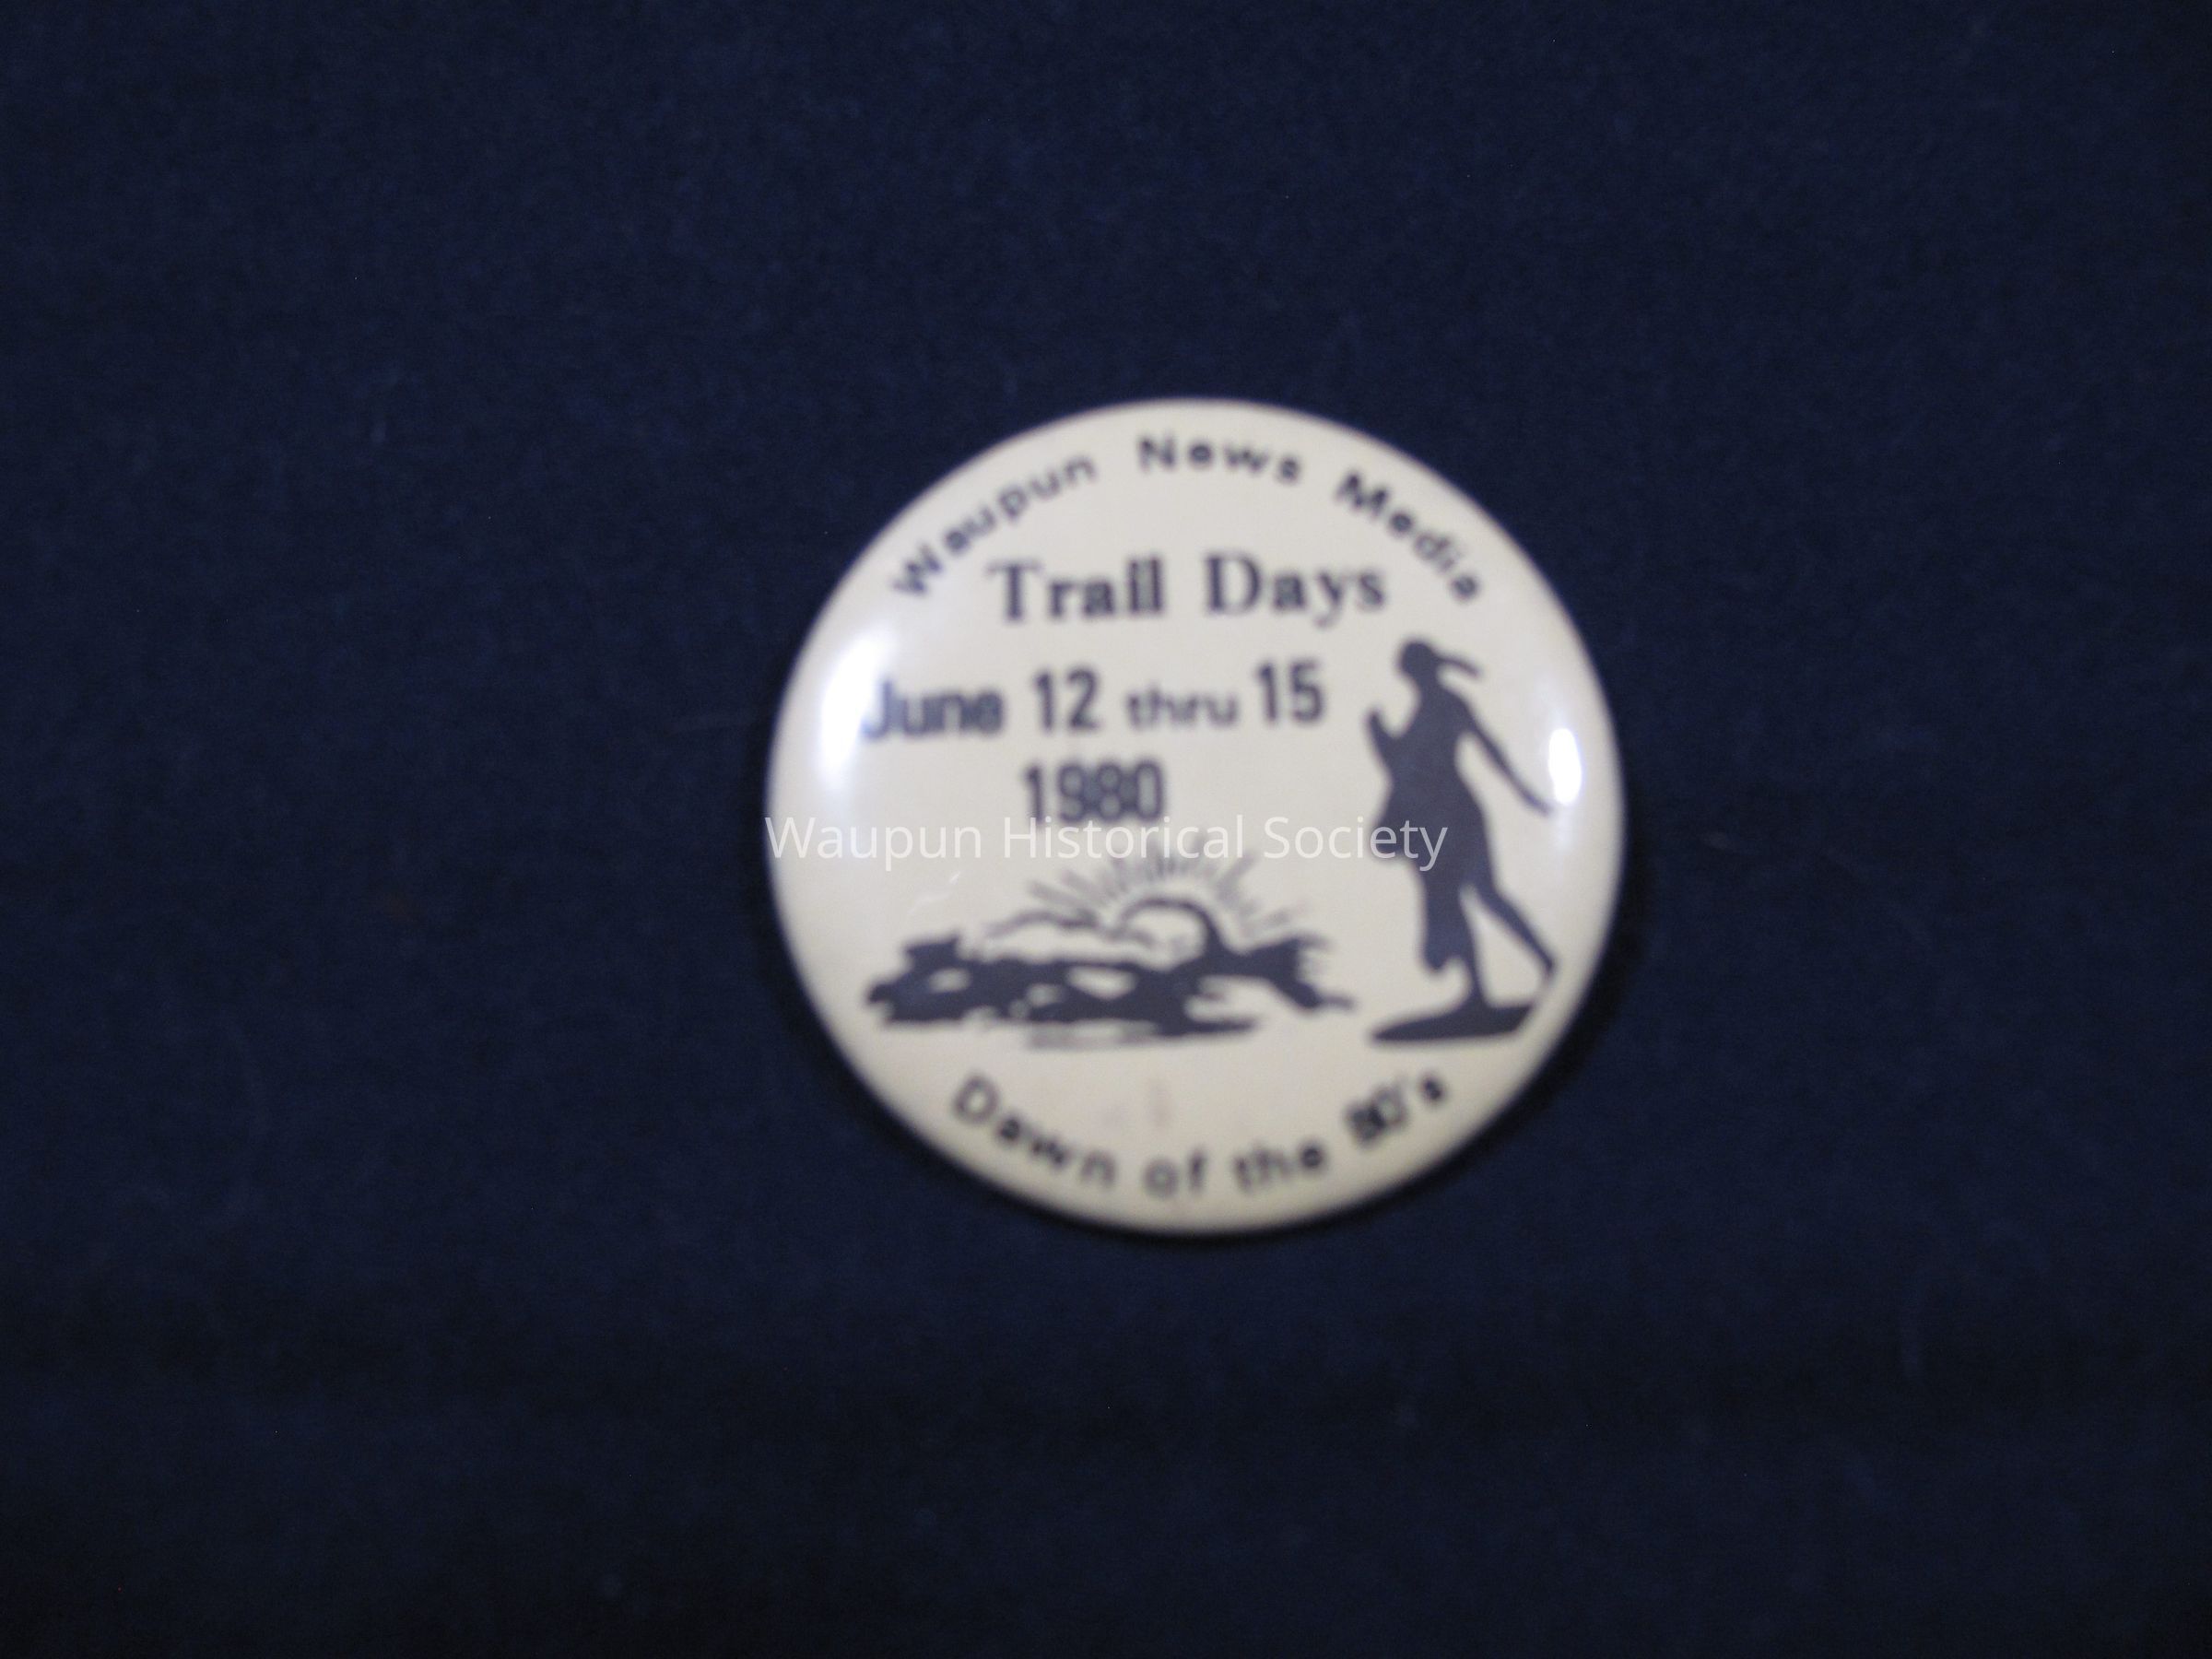 Waupun News Media
Trail Days
June 12 thru 15
1980
Waupun Historical Society
Dawn of the 80's